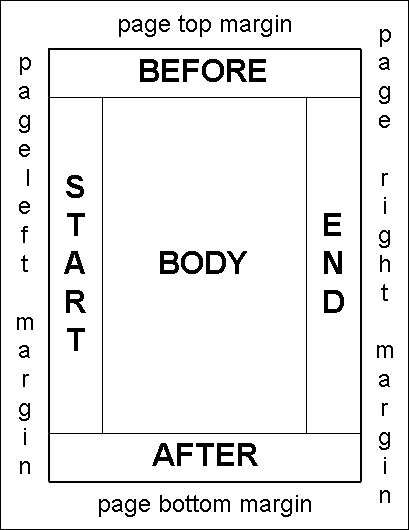 page top margin
BEFORE
page left margin
START
BODY
END
page right margin
AFTER
page bottom margin